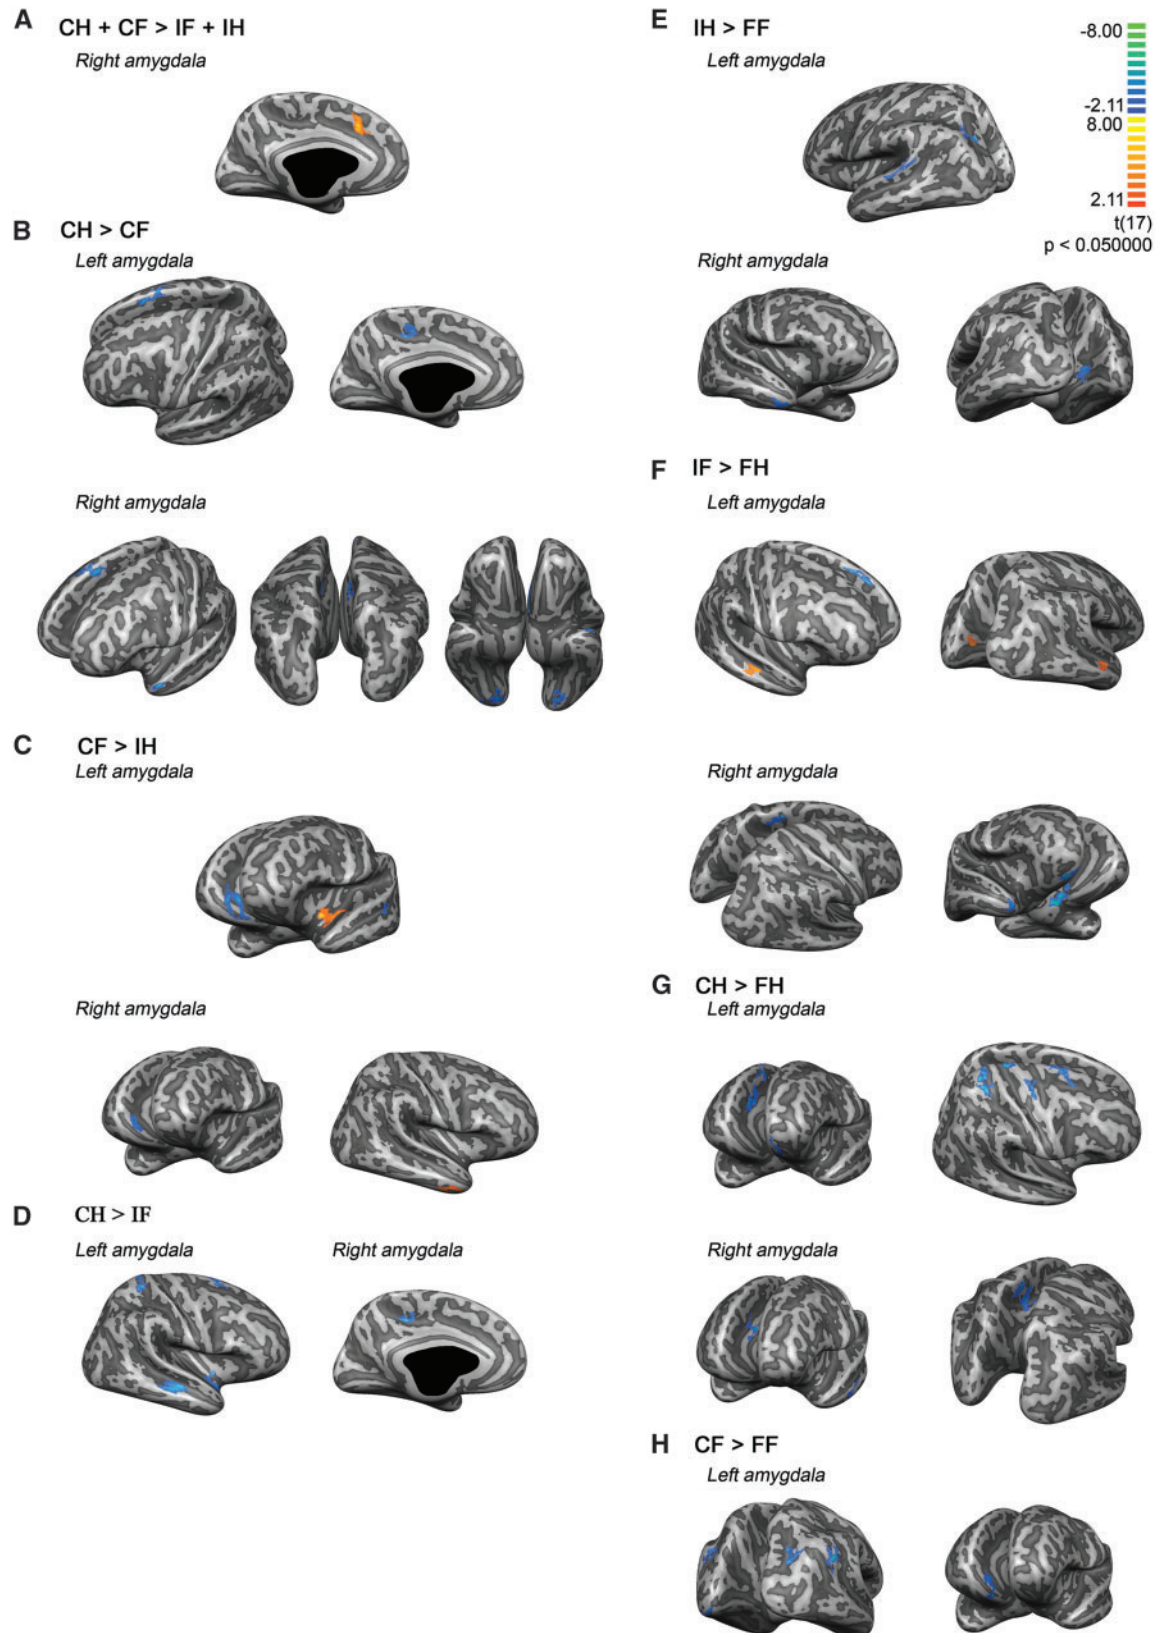 A CH + CF > IF + IH
Right amygdala
B CH > CF
Left amygdala
Right amygdala
C CF > IH
Left amygdala
Right amygdala
D CH > IF
Left amygdala Right amygdala
E IH > FF
Left amygdala
-8.00
-2.11
8.00
2.11
t(17)
p < 0.050000
Right amygdala
F IF > FH
Left amygdala
Right amygdala
G CH > FH
Left amygdala
Right amygdala
H CF > FF
Left amygdala